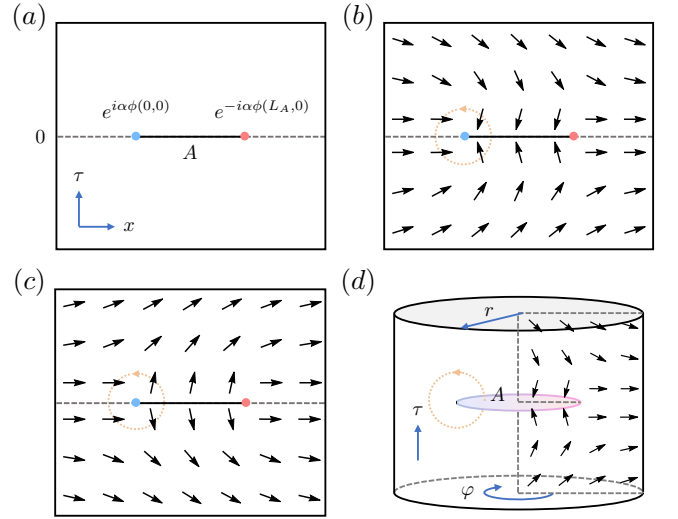 (a)
(b)
e^{iαϕ(0,0)}
e^{-iαϕ(L_A,0)}
0
A
τ
x
(c)
(d)
r
A
τ
φ